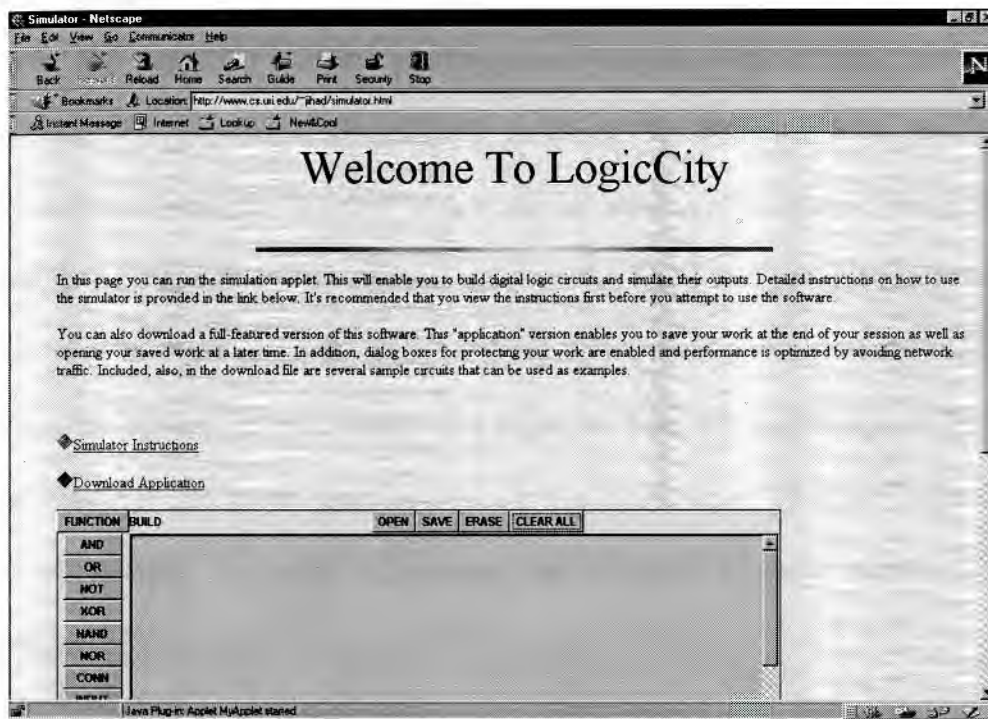 Simulator - Netscape
File Edit View Go Communicator Help
Back Forward Reload Home Search Guide Print Security Stop
Bookmarks Location: http://www.cs.uri.edu/~jihad/simulator.html
Instant Message Internet Lookup New&Cool
Welcome To LogicCity
In this page you can run the simulation applet. This will enable you to build digital logic circuits and simulate their outputs. Detailed instructions on how to use
the simulator is provided in the link below. It's recommended that you view the instructions first before you attempt to use the software.
You can also download a full-featured version of this software. This "application" version enables you to save your work at the end of your session as well as
opening your saved work at a later time. In addition, dialog boxes for protecting your work are enabled and performance is optimized by avoiding network
traffic. Included, also, in the download file are several sample circuits that can be used as examples.
Simulator Instructions
Download Application
FUNCTION BUILD OPEN SAVE ERASE CLEAR ALL
AND
OR
NOT
XOR
NAND
NOR
CONN
INPUT
Java Plug-in: Applet MyApplet started